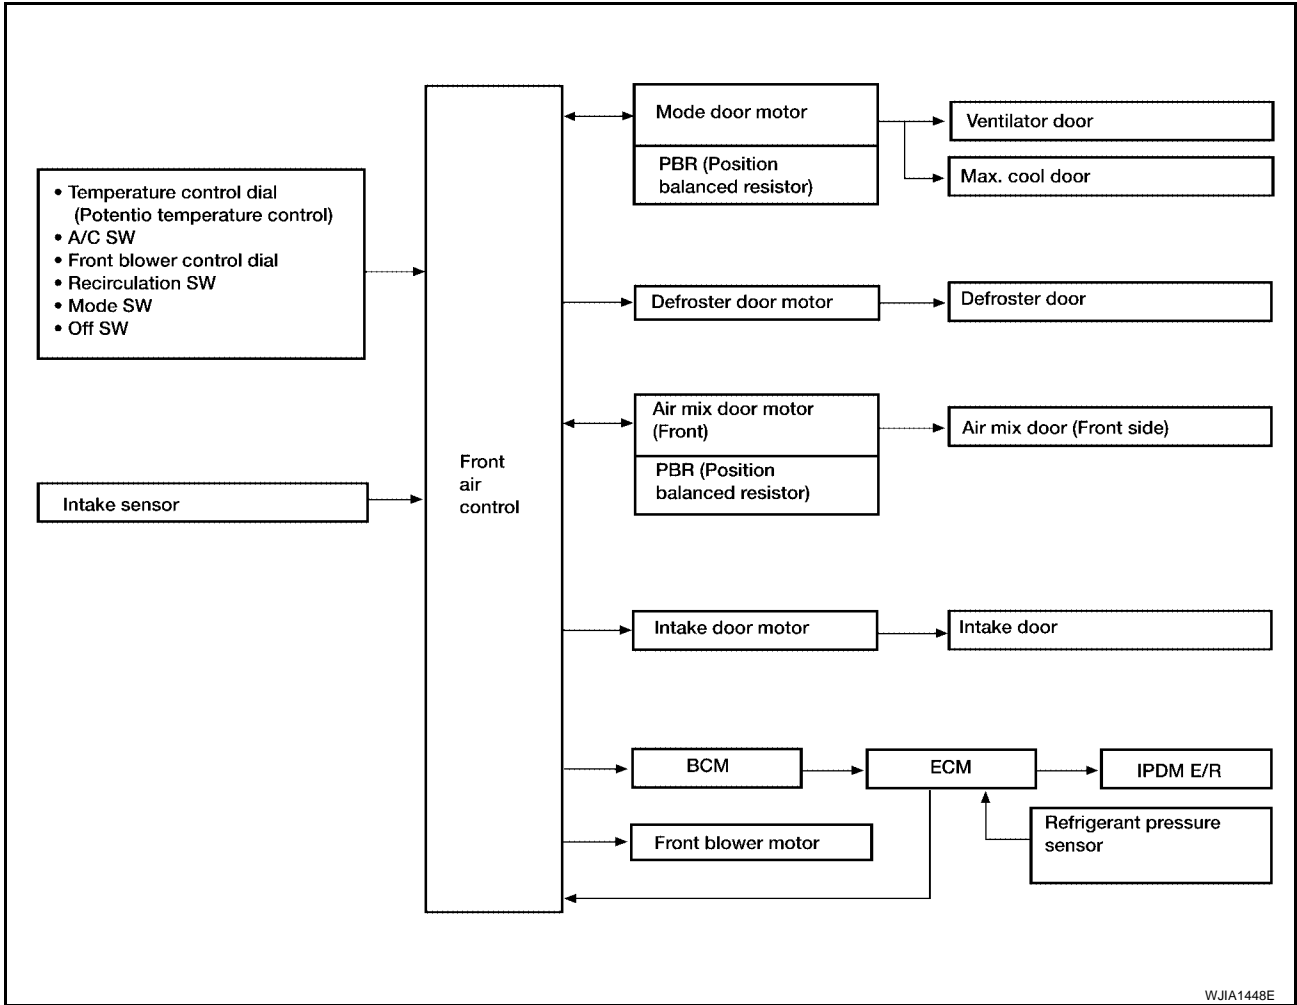 • Temperature control dial
(Potentio temperature control)
• A/C SW
• Front blower control dial
• Recirculation SW
• Mode SW
• Off SW
Intake sensor
Front
air
control
Mode door motor
PBR (Position
balanced resistor)
Ventilator door
Max. cool door
Defroster door motor
Defroster door
Air mix door motor
(Front)
PBR (Position
balanced resistor)
Air mix door (Front side)
Intake door motor
Intake door
BCM
ECM
IPDM E/R
Refrigerant pressure
sensor
Front blower motor
WJIA1448E